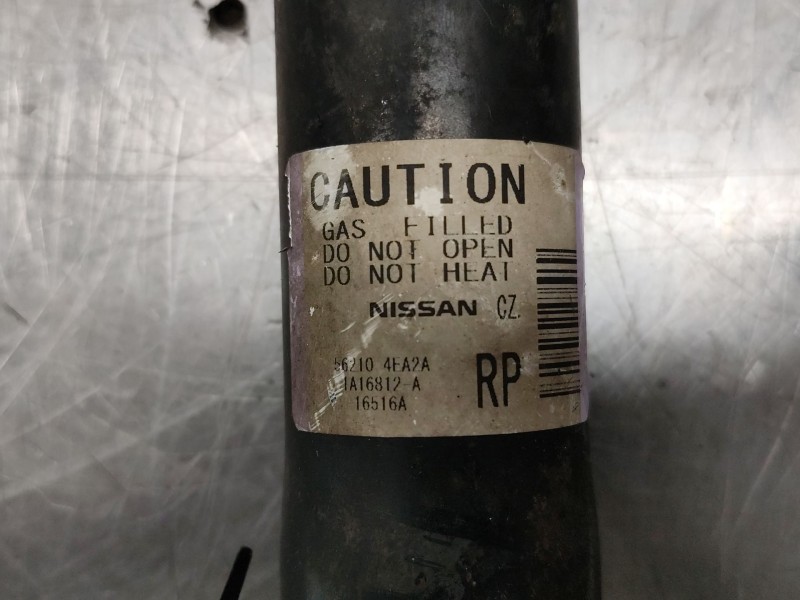 CAUTION
GAS FILLED
DO NOT OPEN
DO NOT HEAT
NISSAN CZ.
56210 4EA2A
1A16812-A
16516A
RP